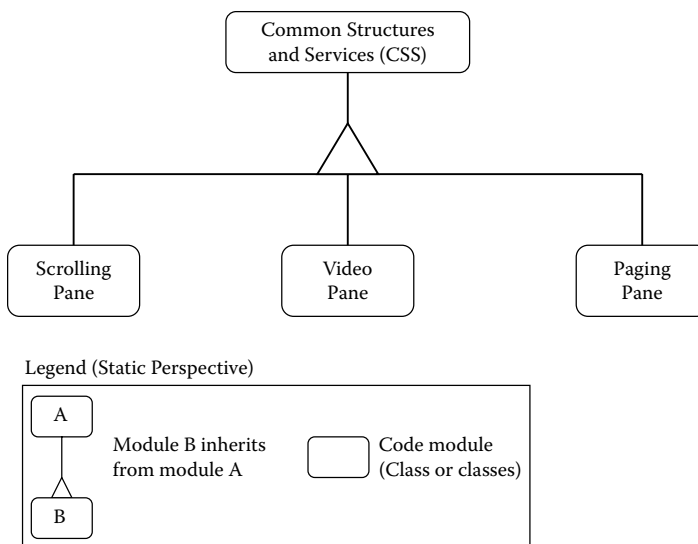 Common Structures
and Services (CSS)
Scrolling
Pane
Video
Pane
Paging
Pane
Legend (Static Perspective)
A
Module B inherits
from module A
B
Code module
(Class or classes)